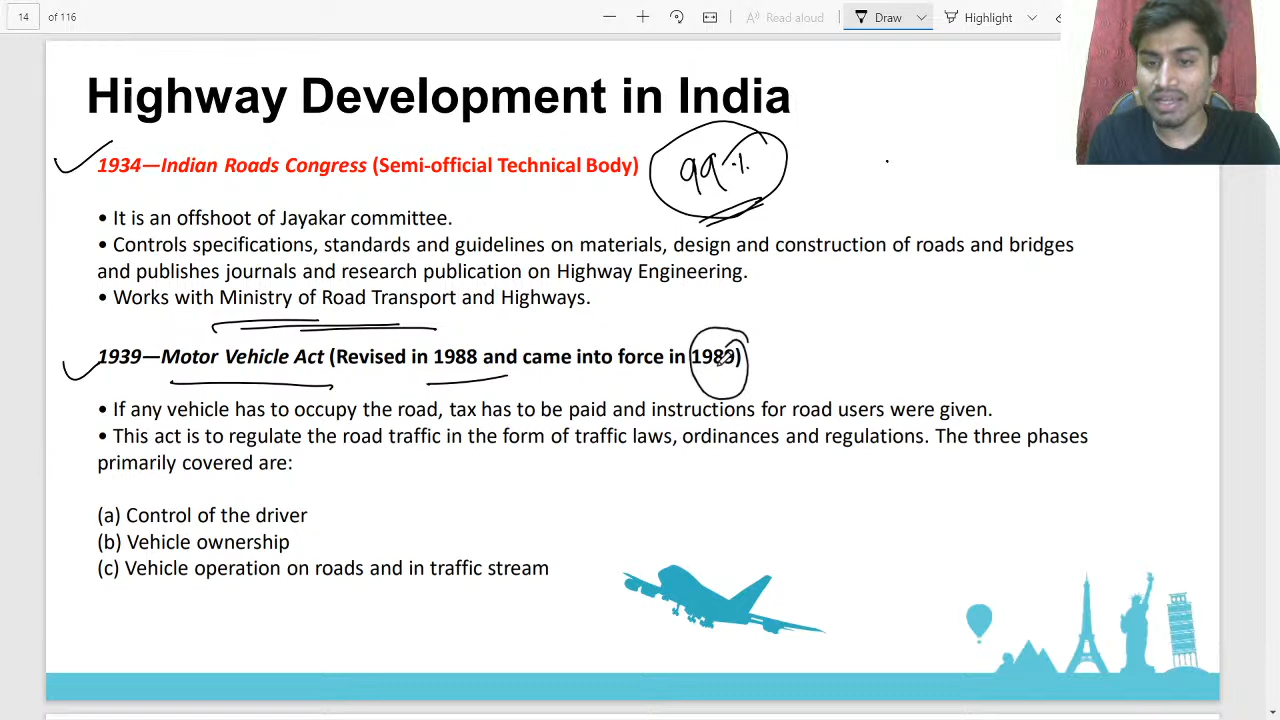 14 of 116
Read aloud
Draw
Highlight
Highway Development in India
1934—Indian Roads Congress (Semi-official Technical Body)
99%
• It is an offshoot of Jayakar committee.
• Controls specifications, standards and guidelines on materials, design and construction of roads and bridges
and publishes journals and research publication on Highway Engineering.
• Works with Ministry of Road Transport and Highways.
1939—Motor Vehicle Act (Revised in 1988 and came into force in 1989)
• If any vehicle has to occupy the road, tax has to be paid and instructions for road users were given.
• This act is to regulate the road traffic in the form of traffic laws, ordinances and regulations. The three phases
primarily covered are:
(a) Control of the driver
(b) Vehicle ownership
(c) Vehicle operation on roads and in traffic stream